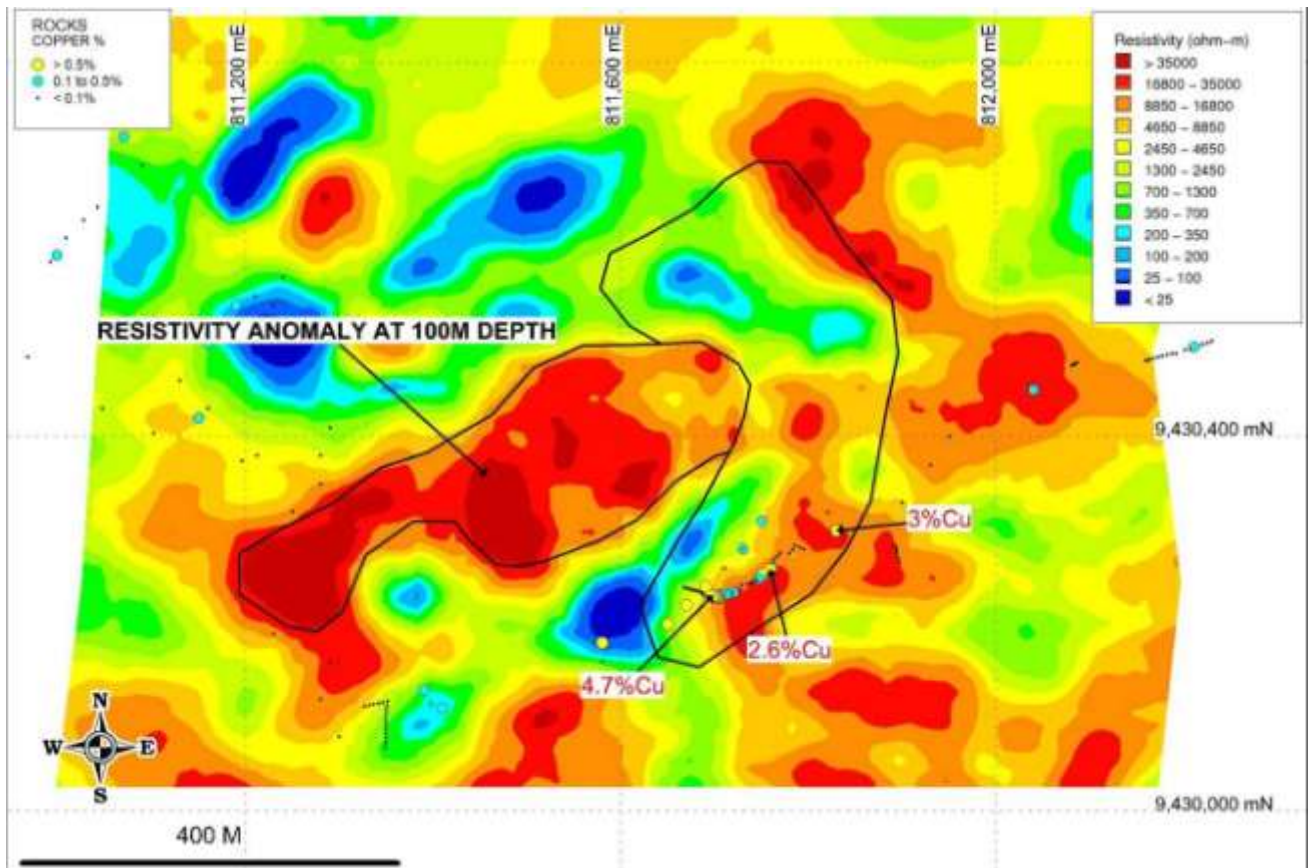 ROCKS
COPPER %
> 0.5%
0.1 to 0.5%
< 0.1%
811,200 mE
811,600 mE
812,000 mE
Resistivity (ohm-m)
> 35000
16800 - 35000
8850 - 16800
4650 - 8850
2450 - 4650
1300 - 2450
700 - 1300
350 - 700
200 - 350
100 - 200
25 - 100
< 25
RESISTIVITY ANOMALY AT 100M DEPTH
9,430,400 mN
3%Cu
2.6%Cu
4.7%Cu
N
W E
S
9,430,000 mN
400 M